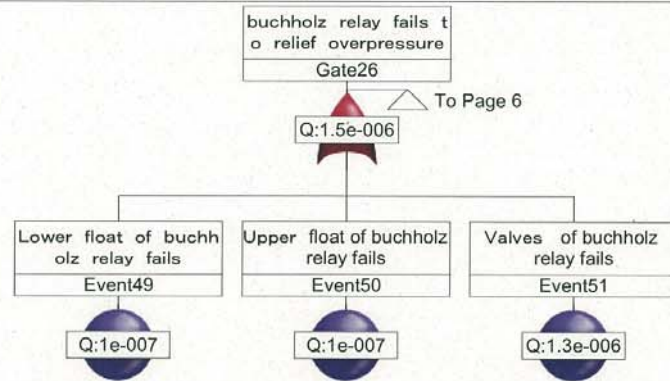 buchholz relay fails t
o relief overpressure
Gate26
To Page 6
Q:1.5e-006
Lower float of buchh
olz relay fails
Event49
Q:1e-007
Upper float of buchholz
relay fails
Event50
Q:1e-007
Valves of buchholz
relay fails
Event51
Q:1.3e-006